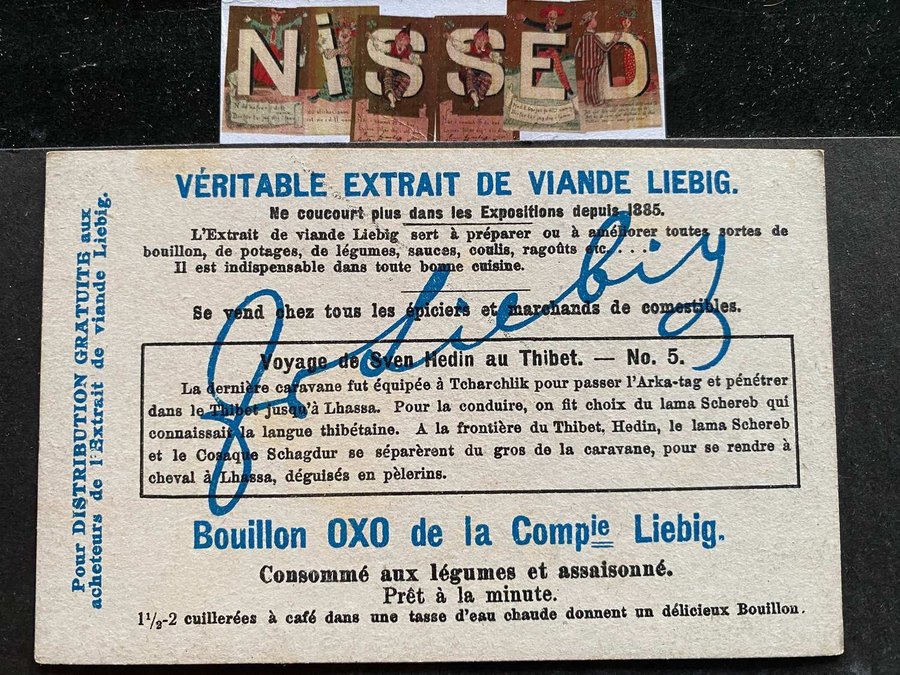 NiSSED
VÉRITABLE EXTRAIT DE VIANDE LIEBIG.
Ne coucourt plus dans les Expositions depuis 1885.
L'Extrait de viande Liebig sert à préparer ou à améliorer toutes sortes de
bouillon, de potages, de légumes, sauces, coulis, ragoûts etc....
Il est indispensable dans toute bonne cuisine.
Se vend chez tous les épiciers et marchands de comestibles.
Voyage de Sven Hedin au Thibet. — No. 5.
La dernière caravane fut équipée à Tcharchlik pour passer l'Arka-tag et pénétrer
dans le Thibet jusqu'à Lhassa. Pour la conduire, on fit choix du lama Schereb qui
connaissait la langue thibétaine. A la frontière du Thibet, Hedin, le lama Schereb
et le Cosaque Schagdur se séparèrent du gros de la caravane, pour se rendre à
cheval à Lhassa, déguisés en pèlerins.
Bouillon OXO de la Compie Liebig.
Consommé aux légumes et assaisonné.
Prêt à la minute.
1½-2 cuillerées à café dans une tasse d'eau chaude donnent un délicieux Bouillon.
Pour DISTRIBUTION GRATUITE aux
acheteurs de l'Extrait de viande Liebig.
J v Liebig